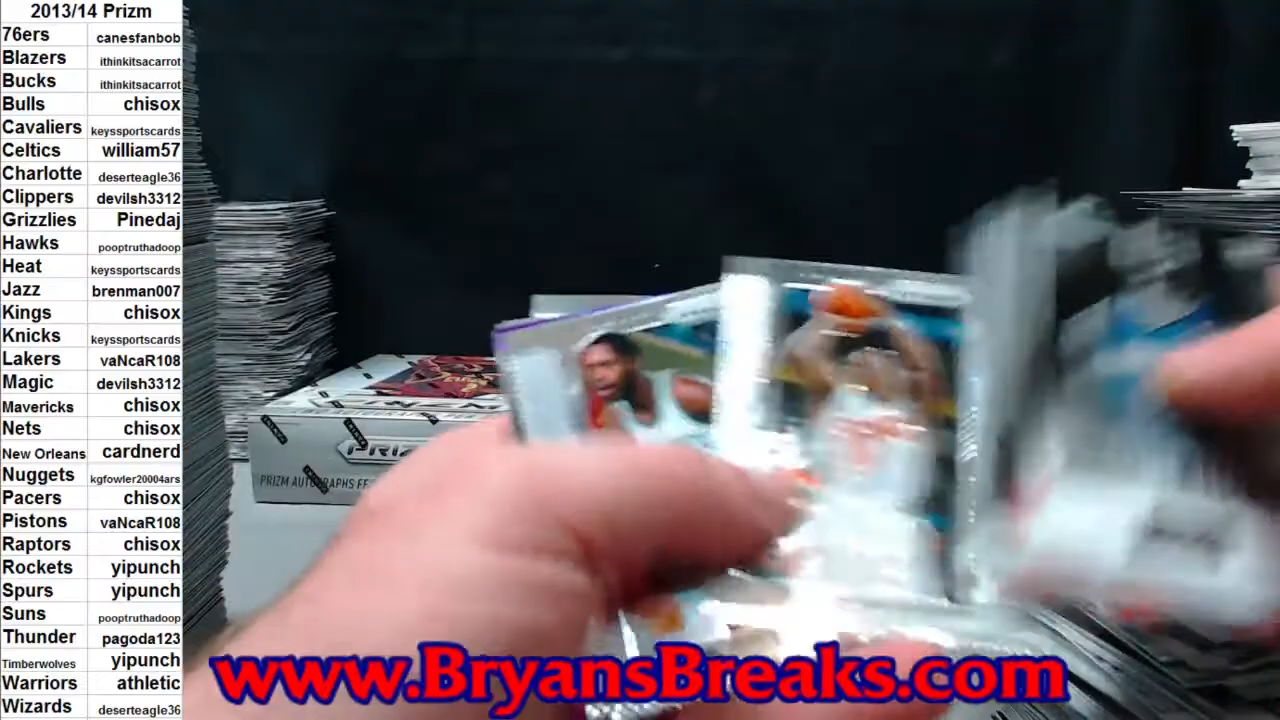 2013/14 Prizm
76ers canesfanbob
Blazers ithinkitsacarrot
Bucks ithinkitsacarrot
Bulls chisox
Cavaliers keyssportscards
Celtics william57
Charlotte deserteagle36
Clippers devilsh3312
Grizzlies Pinedaj
Hawks pooptruthadoop
Heat keyssportscards
Jazz brenman007
Kings chisox
Knicks keyssportscards
Lakers vaNcaR108
Magic devilsh3312
Mavericks chisox
Nets chisox
New Orleans cardnerd
Nuggets kgfowler20004ars
Pacers chisox
Pistons vaNcaR108
Raptors chisox
Rockets yipunch
Spurs yipunch
Suns pooptruthadoop
Thunder pagoda123
Timberwolves yipunch
Warriors athletic
Wizards deserteagle36
PRIZM AUTOGRAPHS
www.BryansBreaks.com